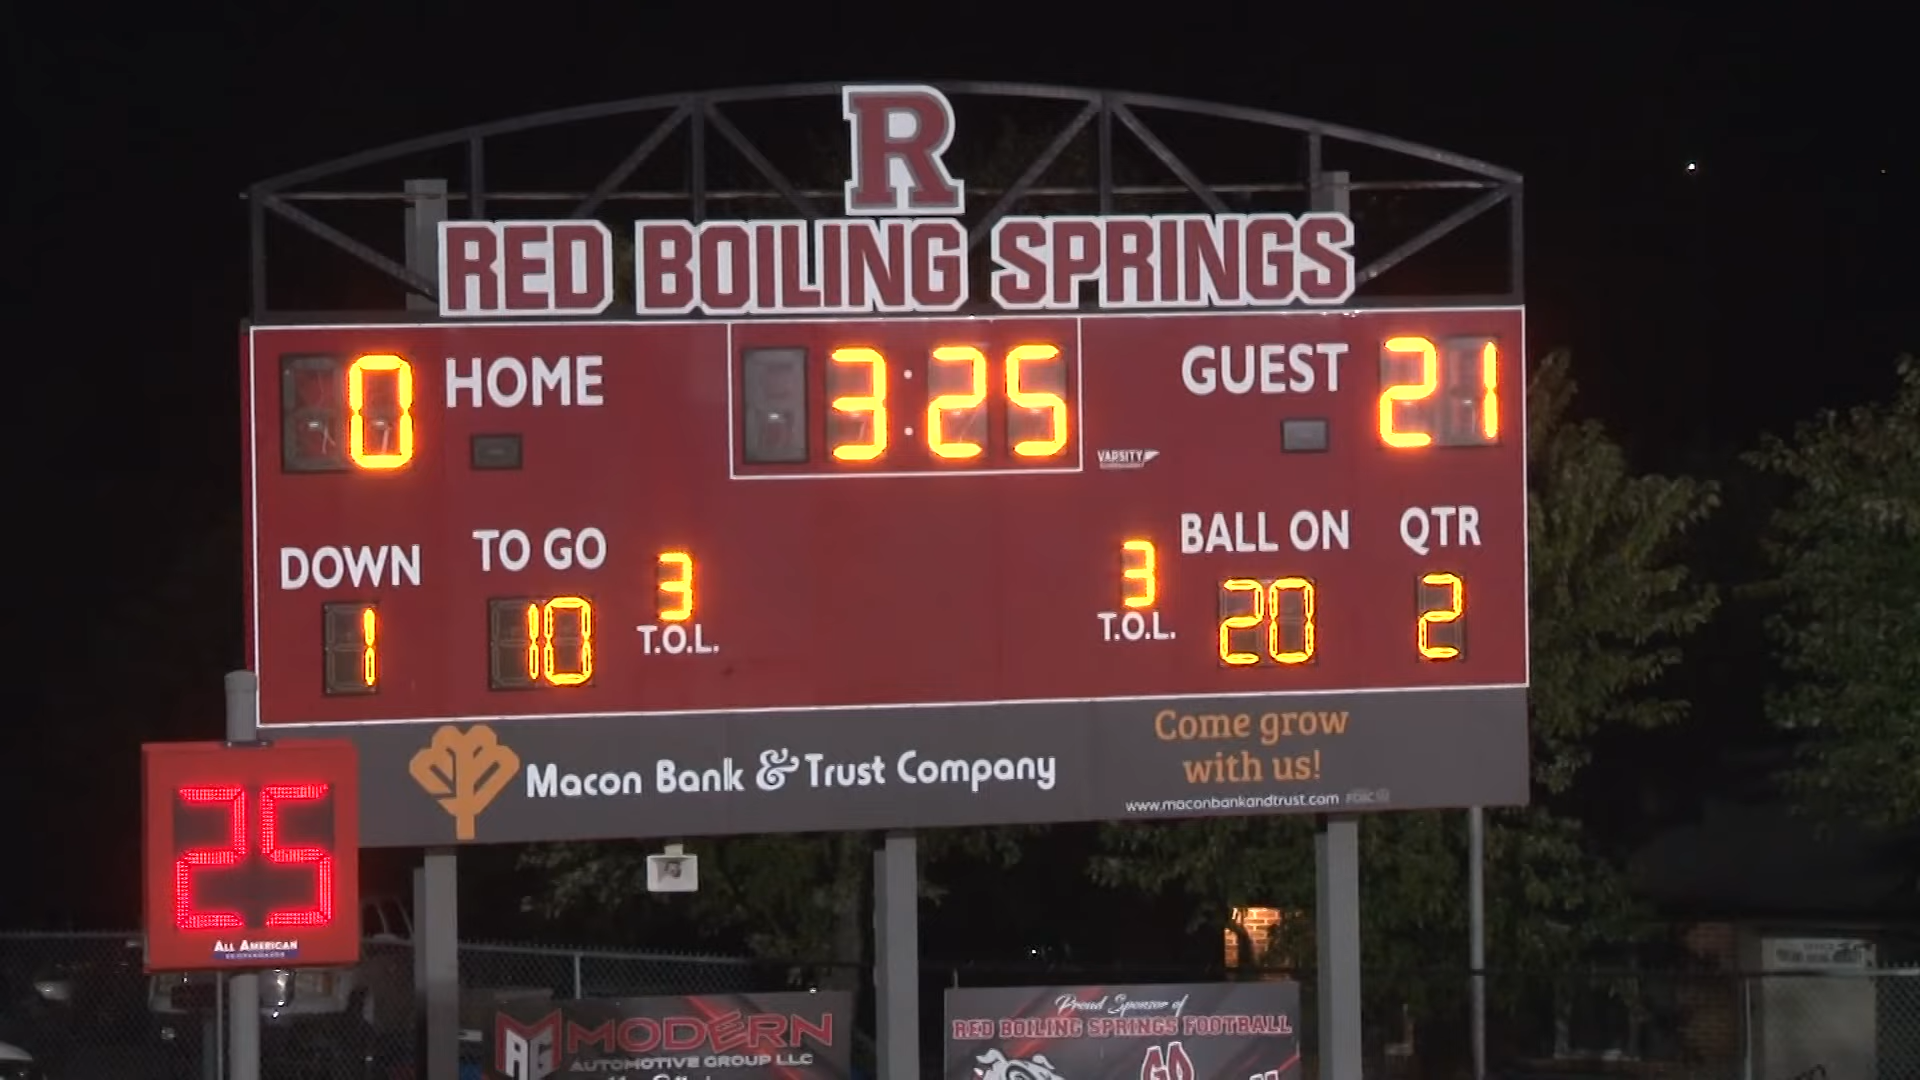 R
RED BOILING SPRINGS
0 HOME 3:25 GUEST 21
VARSITY
DOWN TO GO BALL ON QTR
1 10 3 3 20 2
T.O.L. T.O.L.
Macon Bank & Trust Company
Come grow
with us!
www.maconbankandtrust.com
25
ALL AMERICAN
MODERN
AUTOMOTIVE GROUP LLC
Proud Sponsor of
RED BOILING SPRINGS FOOTBALL
GO